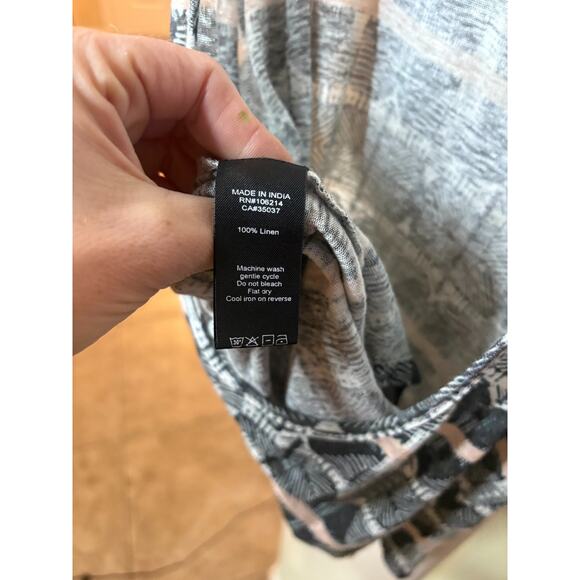 MADE IN INDIA
RN#106214
CA#35037
100% Linen
Machine wash
gentle cycle
Do not bleach
Flat dry
Cool iron on reverse